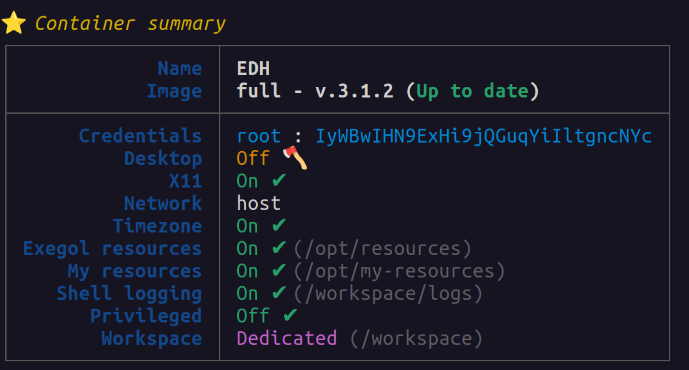 ⭐ Container summary
Name EDH
Image full - v.3.1.2 (Up to date)
Credentials root : IyWBwIHN9ExHi9jQGuqYiIltgncNYc
Desktop Off 🪓
X11 On ✔
Network host
Timezone On ✔
Exegol resources On ✔ (/opt/resources)
My resources On ✔ (/opt/my-resources)
Shell logging On ✔ (/workspace/logs)
Privileged Off ✔
Workspace Dedicated (/workspace)